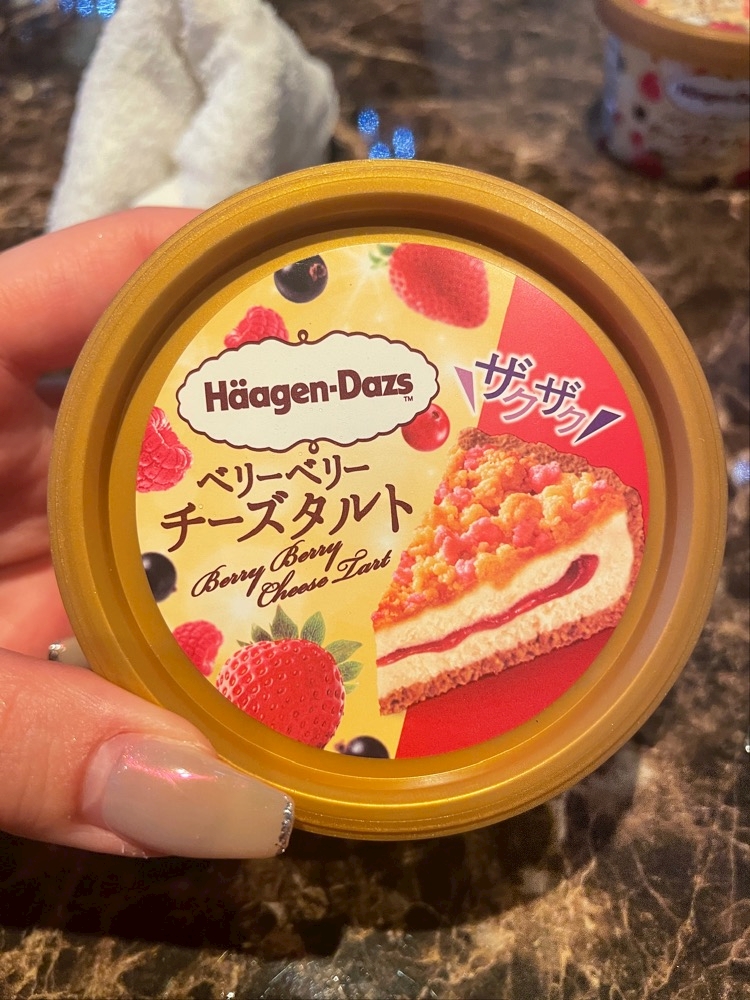 Häagen-Dazs™
ザクザク
ベリーベリー
チーズタルト
Berry Berry
Cheese Tart